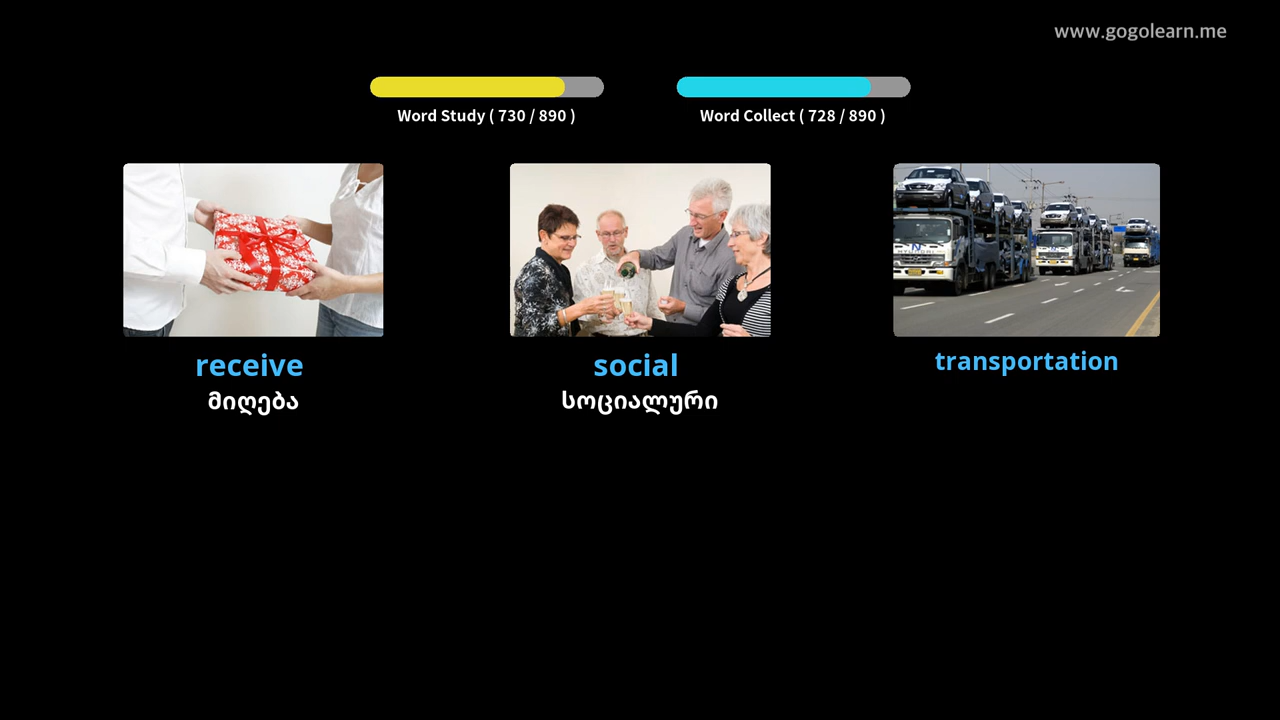 www.gogolearn.me
Word Study ( 730 / 890 )
Word Collect ( 728 / 890 )
receive
social
transportation
მიღება
სოციალური